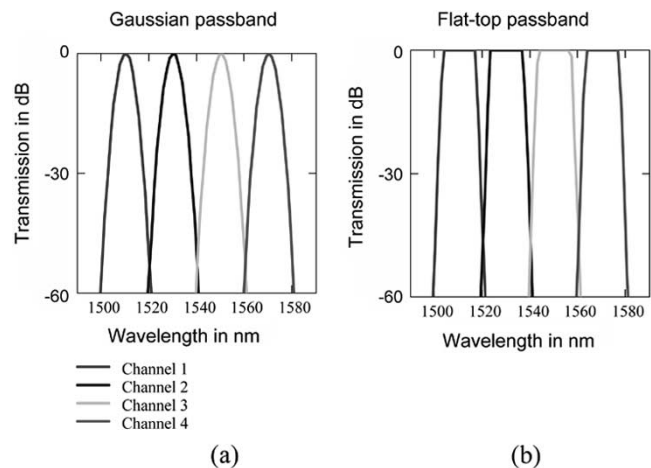 Gaussian passband
Transmission in dB
0
-30
-60
1500 1520 1540 1560 1580
Wavelength in nm
Channel 1
Channel 2
Channel 3
Channel 4
(a)
Flat-top passband
Transmission in dB
0
-30
-60
1500 1520 1540 1560 1580
Wavelength in nm
(b)